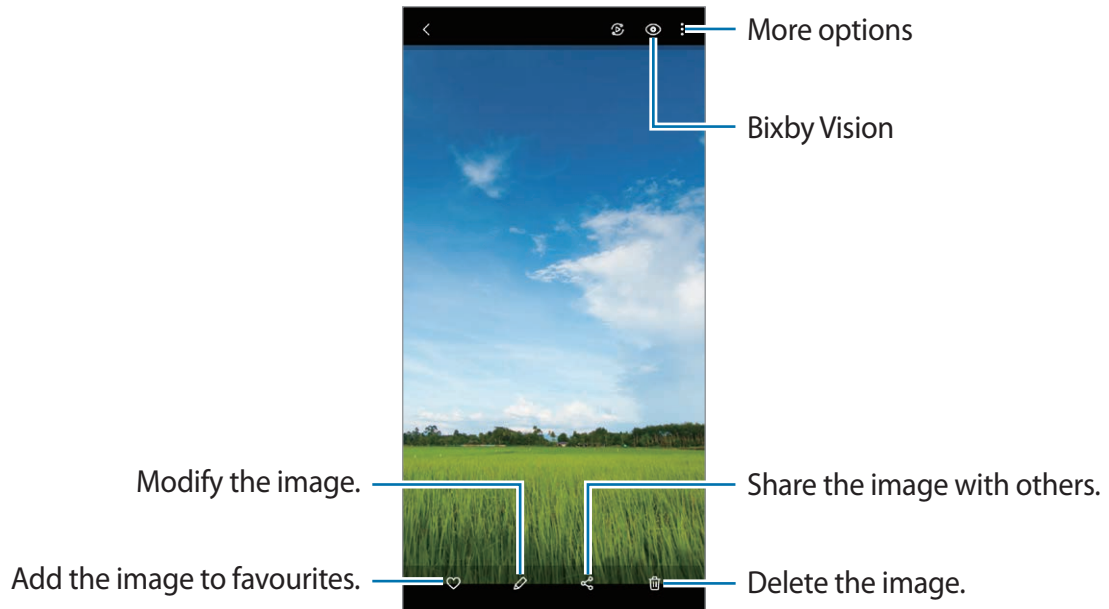 More options
Bixby Vision
Modify the image.
Share the image with others.
Add the image to favourites.
Delete the image.